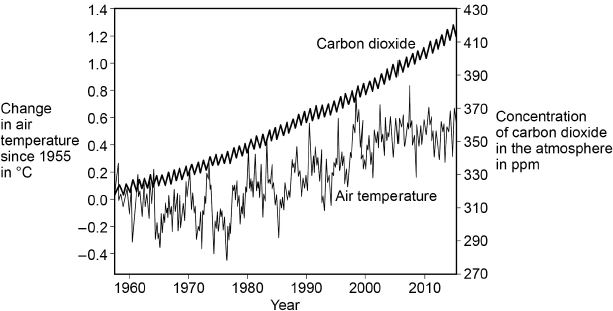 1.4
1.2
1.0
0.8
0.6
0.4
0.2
0.0
−0.2
−0.4
Change
in air
temperature
since 1955
in °C
Carbon dioxide
Air temperature
430
410
390
370
350
330
310
290
270
Concentration
of carbon dioxide
in the atmosphere
in ppm
1960 1970 1980 1990 2000 2010
Year